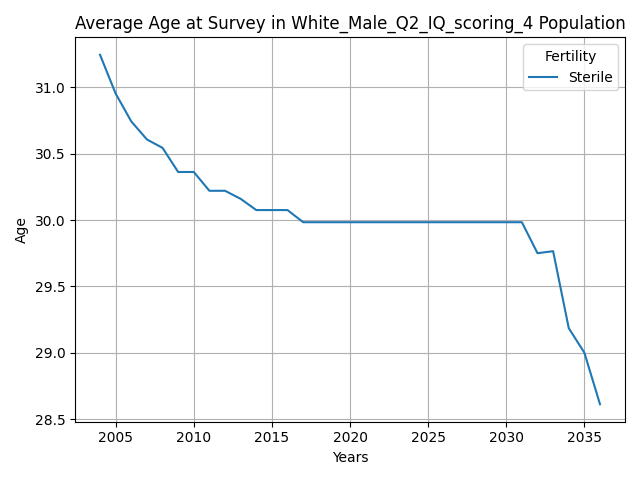 Average Age at Survey in White_Male_Q2_IQ_scoring_4 Population
Fertility
Sterile
31.0
30.5
30.0
29.5
29.0
28.5
Age
2005 2010 2015 2020 2025 2030 2035
Years